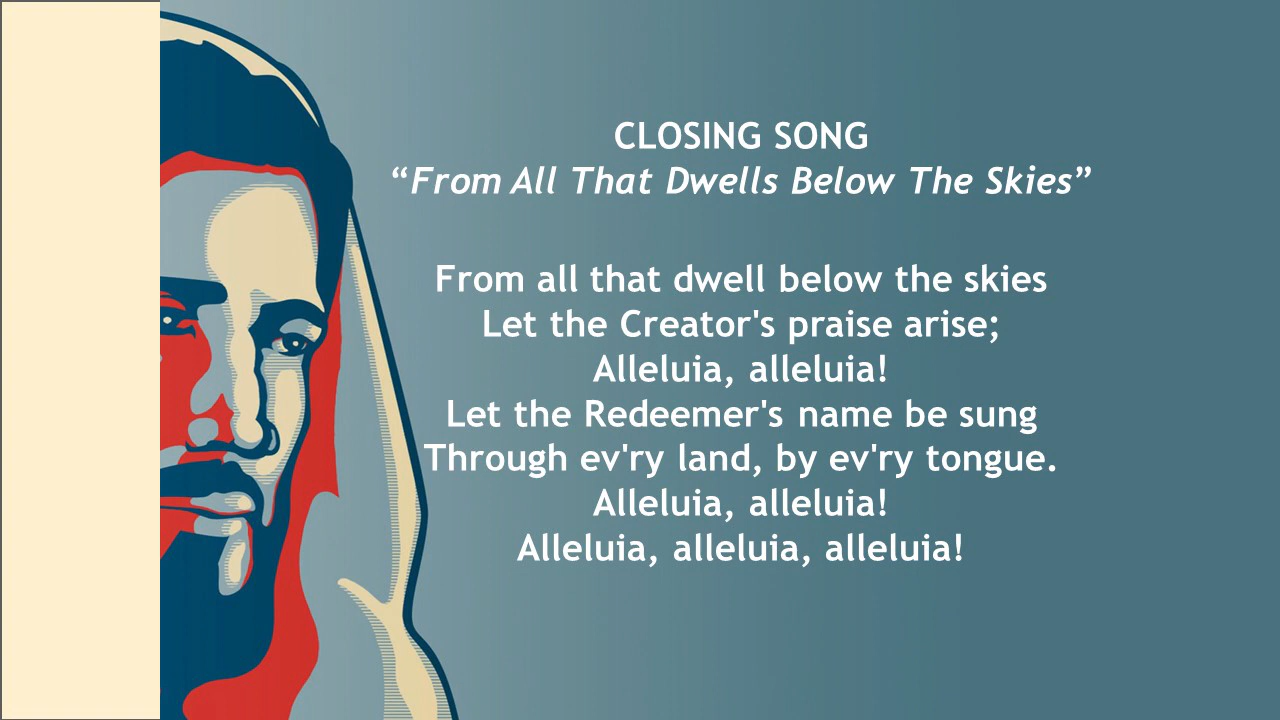 CLOSING SONG
“From All That Dwells Below The Skies”
From all that dwell below the skies
Let the Creator's praise arise;
Alleluia, alleluia!
Let the Redeemer's name be sung
Through ev'ry land, by ev'ry tongue.
Alleluia, alleluia!
Alleluia, alleluia, alleluia!